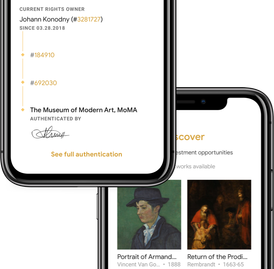 CURRENT RIGHTS OWNER
Johann Konodny (#3281727)
SINCE 03.28.2018
#184910
#692030
The Museum of Modern Art, MoMA
AUTHENTICATED BY
See full authentication
scover
estment opportunities
works available
Portrait of Armand...
Vincent Van Go... • 1888
Return of the Prodi...
Rembrandt • 1663-65